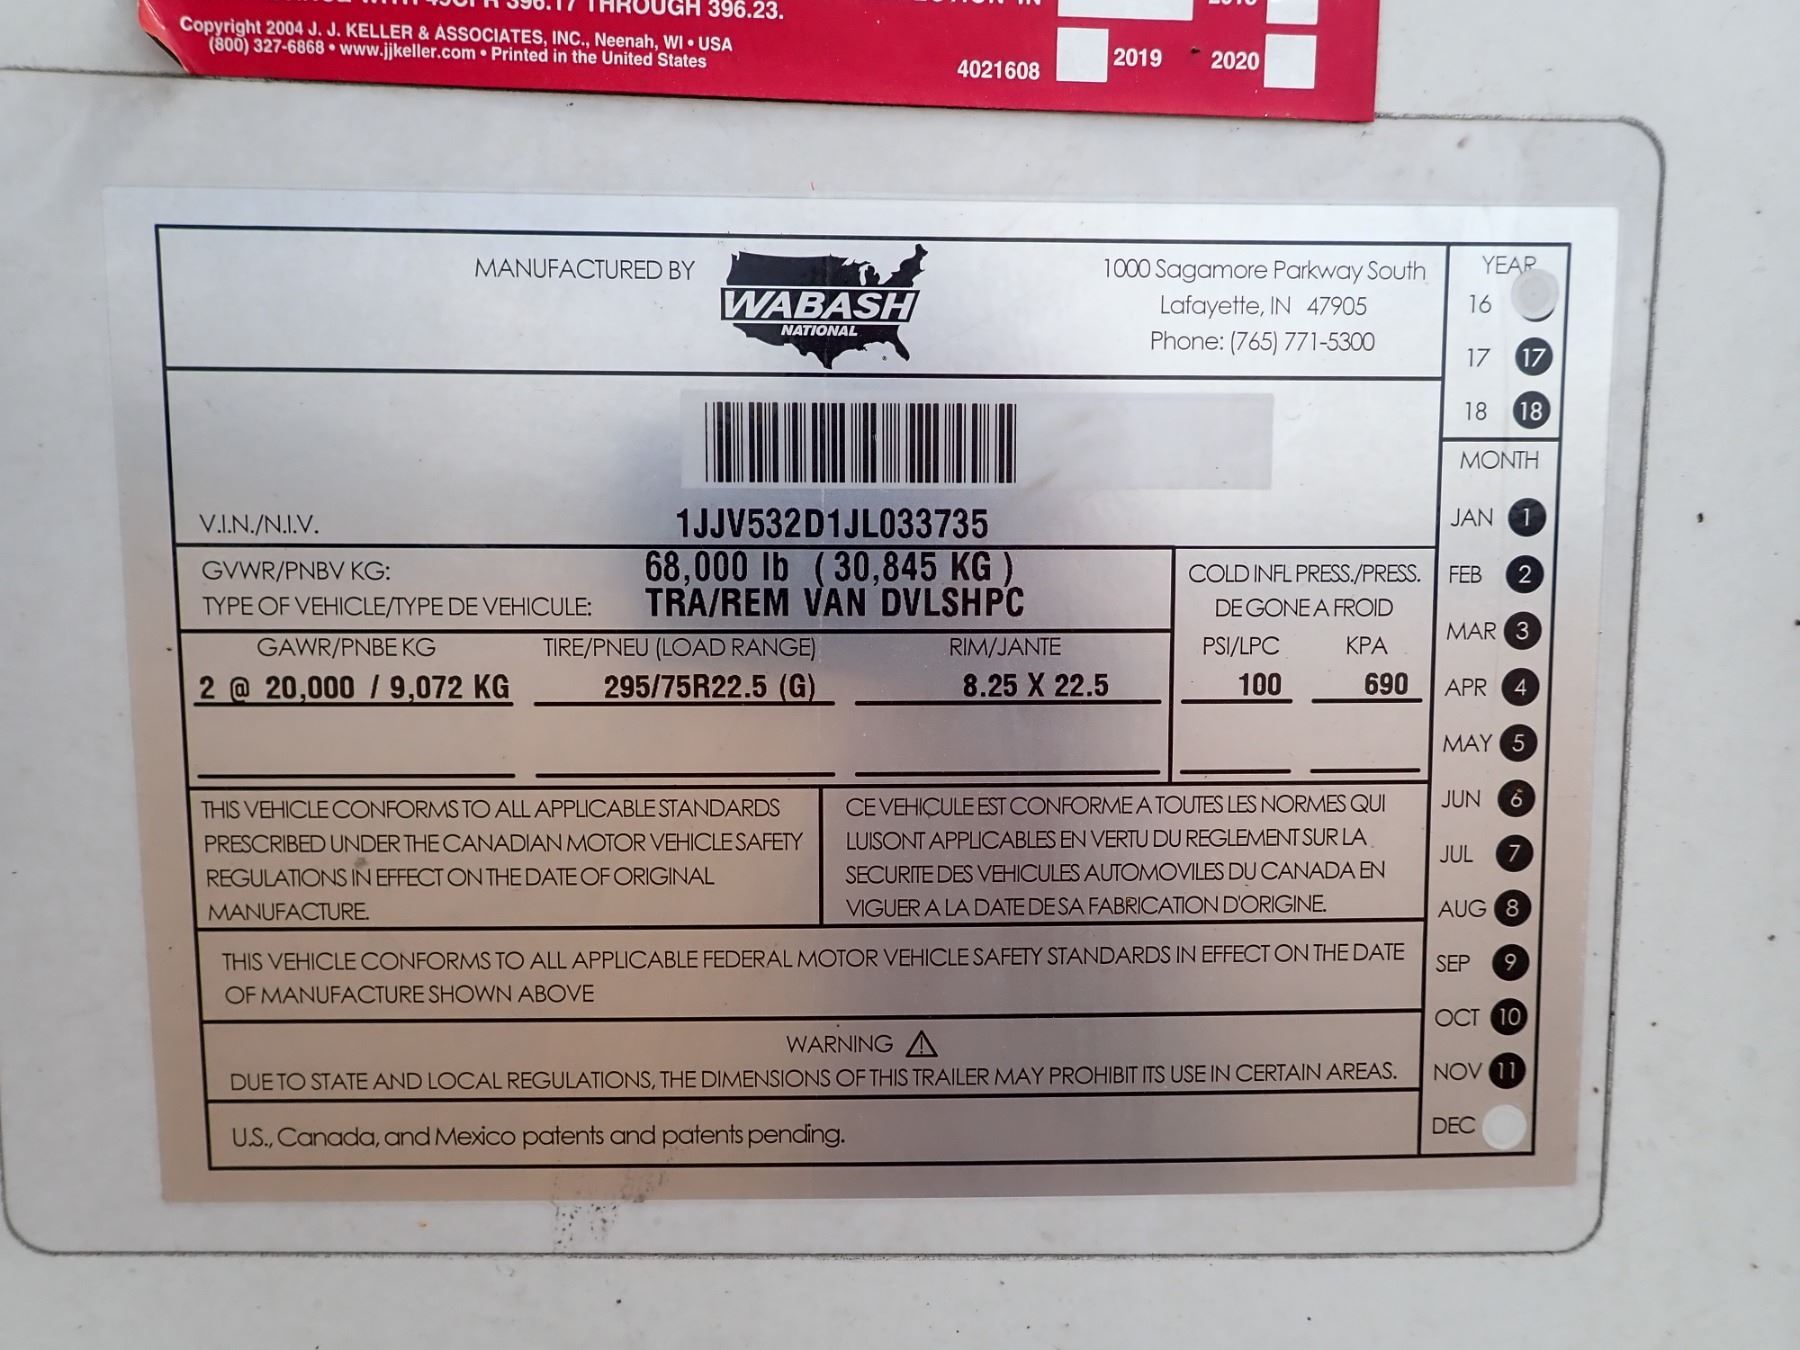 396.17 THROUGH 396.23.
Copyright 2004 J. J. KELLER & ASSOCIATES, INC., Neenah, WI • USA
(800) 327-6868 • www.jjkeller.com • Printed in the United States
4021608
2019
2020
MANUFACTURED BY
WABASH
NATIONAL
1000 Sagamore Parkway South
Lafayette, IN 47905
Phone: (765) 771-5300
YEAR
16
17 17
18 18
V.I.N./N.I.V. 1JJV532D1JL033735
GVWR/PNBV KG: 68,000 lb ( 30,845 KG )
TYPE OF VEHICLE/TYPE DE VEHICULE: TRA/REM VAN DVLSHPC
COLD INFL PRESS./PRESS.
DE GONE A FROID
GAWR/PNBE KG TIRE/PNEU (LOAD RANGE) RIM/JANTE PSI/LPC KPA
2 @ 20,000 / 9,072 KG 295/75R22.5 (G) 8.25 X 22.5 100 690
THIS VEHICLE CONFORMS TO ALL APPLICABLE STANDARDS
PRESCRIBED UNDER THE CANADIAN MOTOR VEHICLE SAFETY
REGULATIONS IN EFFECT ON THE DATE OF ORIGINAL
MANUFACTURE.
CE VEHICULE EST CONFORME A TOUTES LES NORMES QUI
LUI SONT APPLICABLES EN VERTU DU REGLEMENT SUR LA
SECURITE DES VEHICULES AUTOMOVILES DU CANADA EN
VIGUER A LA DATE DE SA FABRICATION D'ORIGINE.
THIS VEHICLE CONFORMS TO ALL APPLICABLE FEDERAL MOTOR VEHICLE SAFETY STANDARDS IN EFFECT ON THE DATE
OF MANUFACTURE SHOWN ABOVE
WARNING
DUE TO STATE AND LOCAL REGULATIONS, THE DIMENSIONS OF THIS TRAILER MAY PROHIBIT ITS USE IN CERTAIN AREAS.
U.S., Canada, and Mexico patents and patents pending.
MONTH
JAN 1
FEB 2
MAR 3
APR 4
MAY 5
JUN 6
JUL 7
AUG 8
SEP 9
OCT 10
NOV 11
DEC